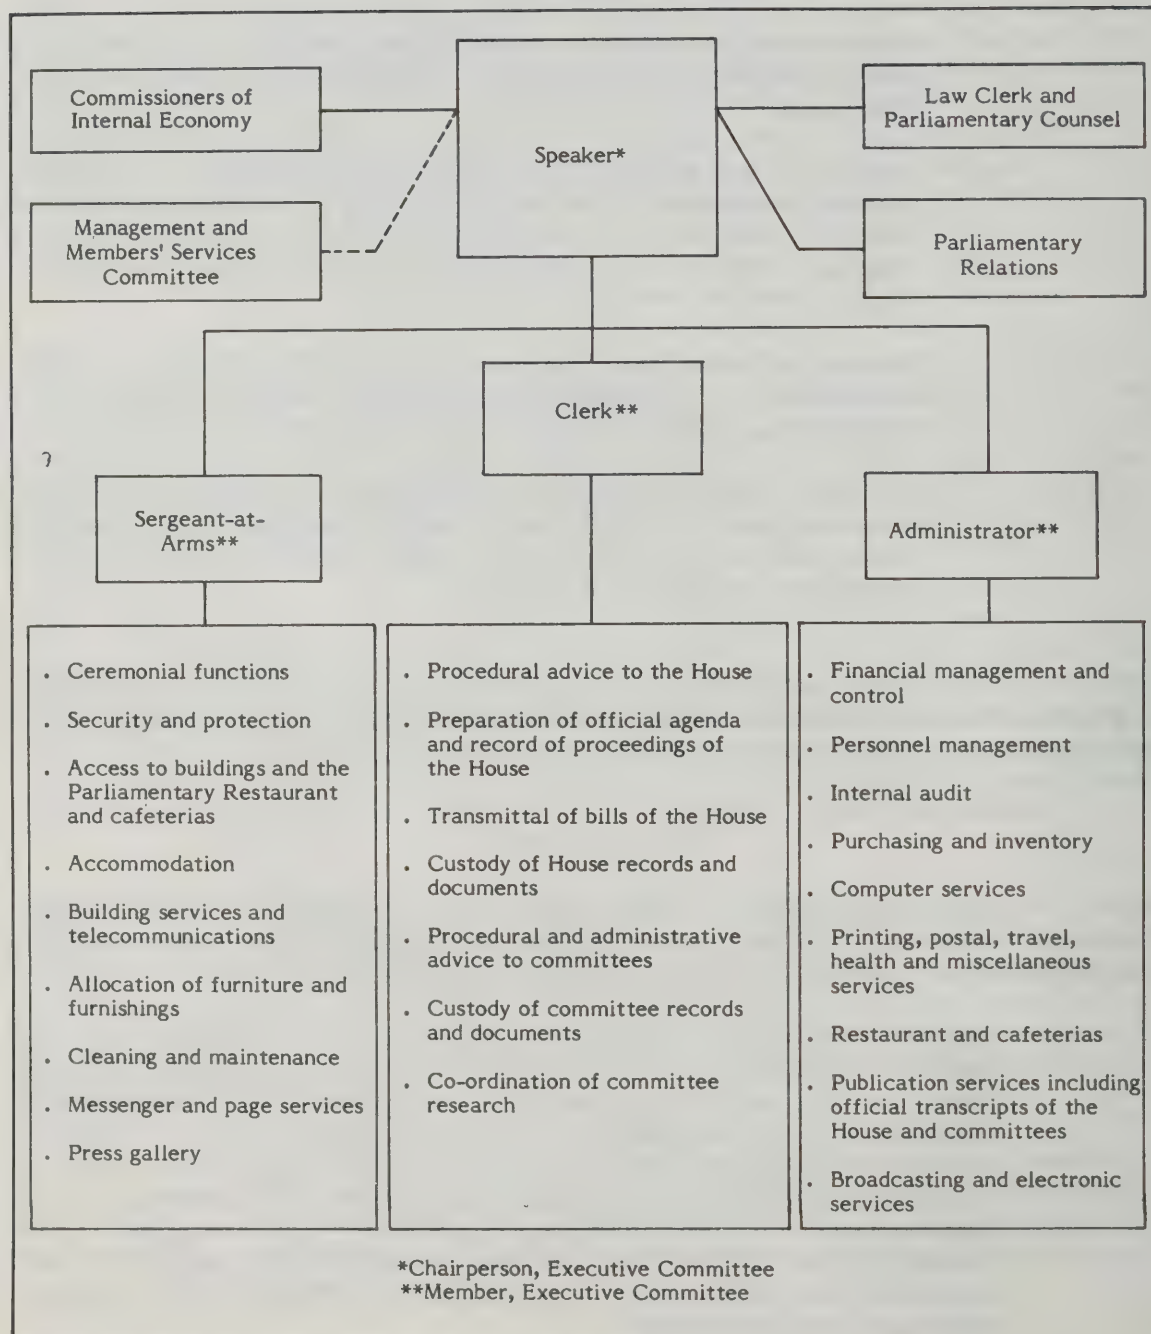 Commissioners of
Internal Economy
Management and
Members' Services
Committee
Speaker*
Law Clerk and
Parliamentary Counsel
Parliamentary
Relations
Clerk**
Sergeant-at-
Arms**
Administrator**
. Ceremonial functions
. Security and protection
. Access to buildings and the
Parliamentary Restaurant
and cafeterias
. Accommodation
. Building services and
telecommunications
. Allocation of furniture and
furnishings
. Cleaning and maintenance
. Messenger and page services
. Press gallery
. Procedural advice to the House
. Preparation of official agenda
and record of proceedings of
the House
. Transmittal of bills of the House
. Custody of House records and
documents
. Procedural and administrative
advice to committees
. Custody of committee records
and documents
. Co-ordination of committee
research
. Financial management and
control
. Personnel management
. Internal audit
. Purchasing and inventory
. Computer services
. Printing, postal, travel,
health and miscellaneous
services
. Restaurant and cafeterias
. Publication services including
official transcripts of the
House and committees
. Broadcasting and electronic
services
*Chairperson, Executive Committee
**Member, Executive Committee